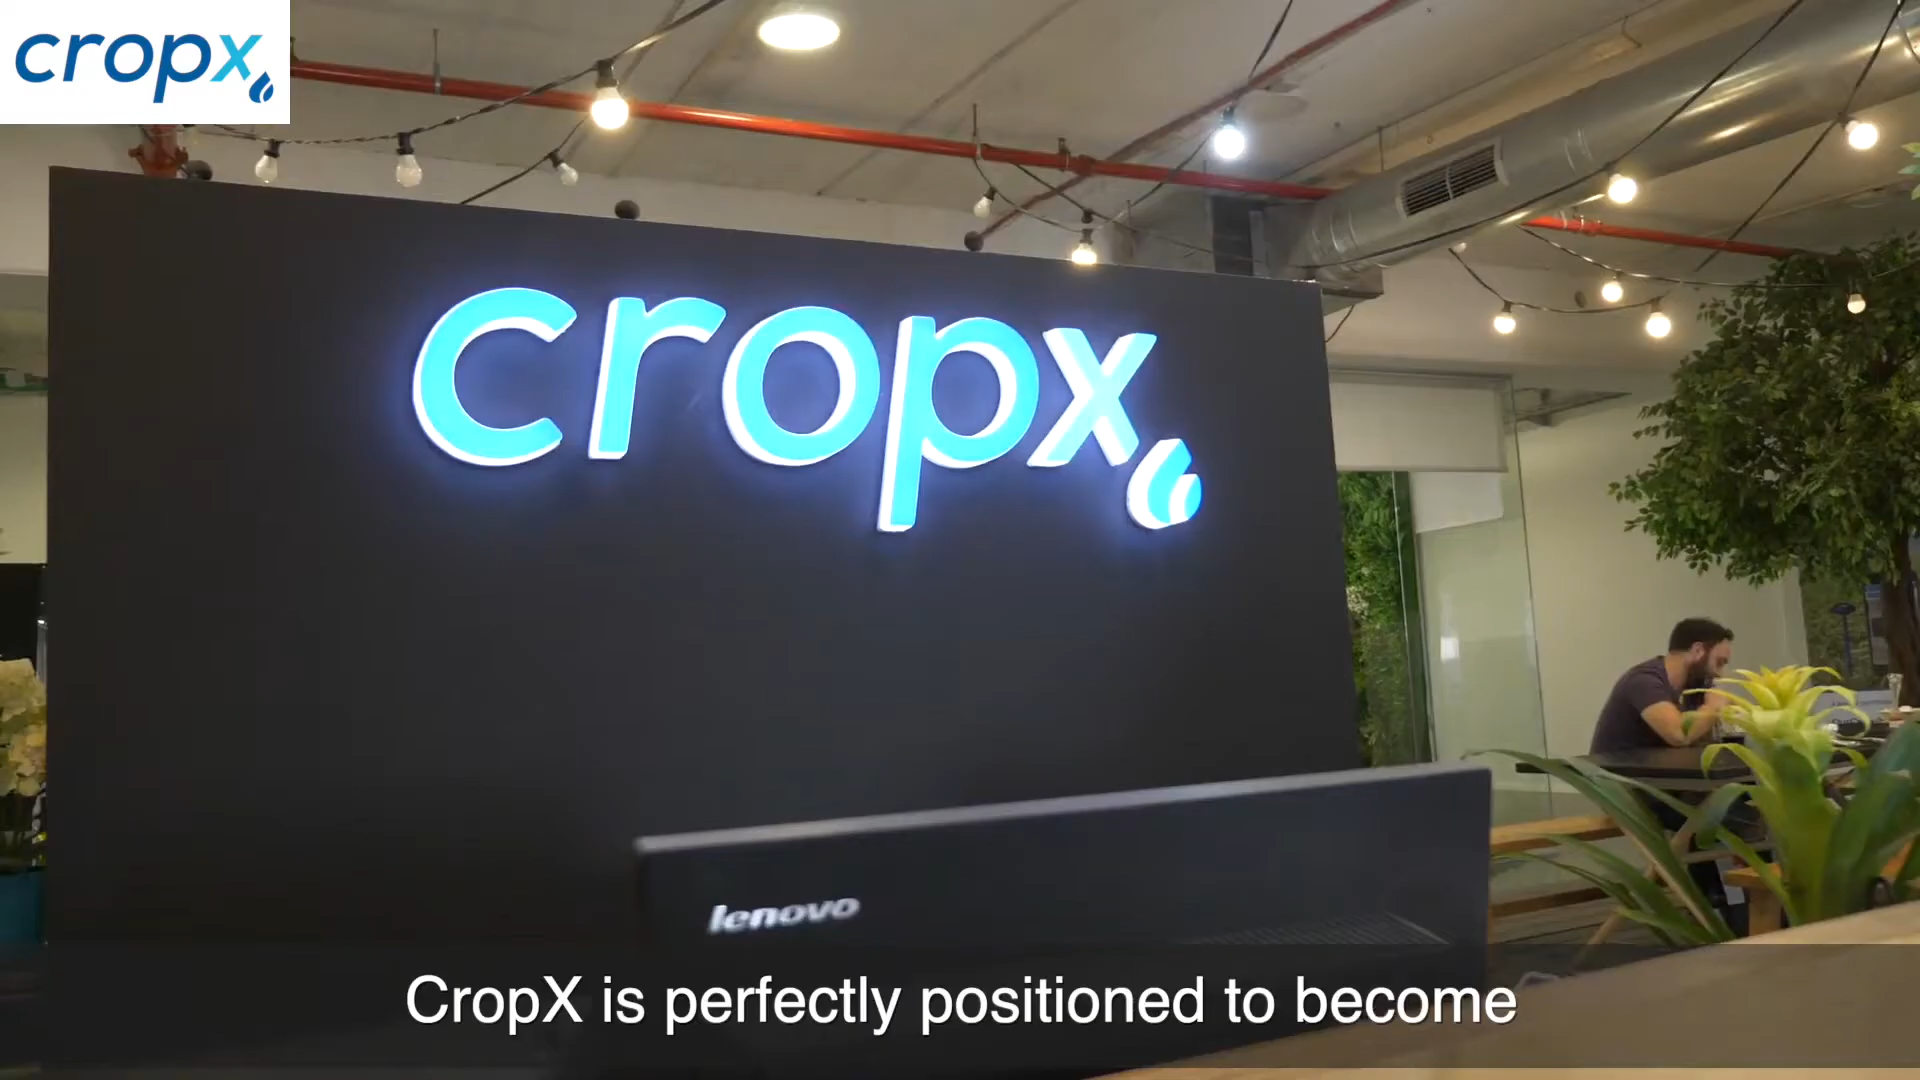 cropx
cropx
lenovo
CropX is perfectly positioned to become